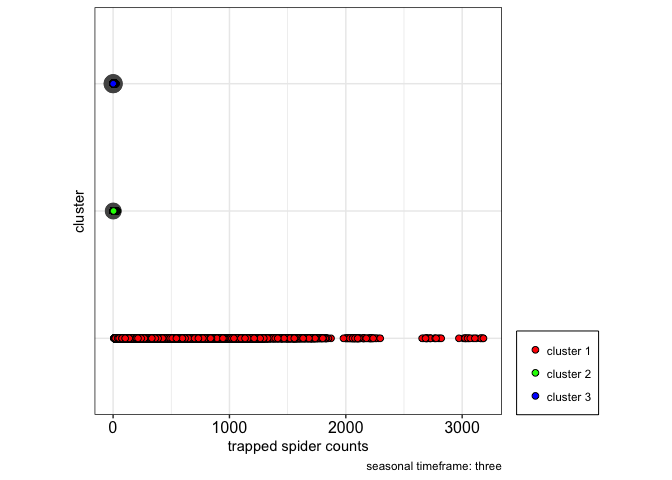 cluster
0 1000 2000 3000
trapped spider counts
seasonal timeframe: three
cluster 1
cluster 2
cluster 3